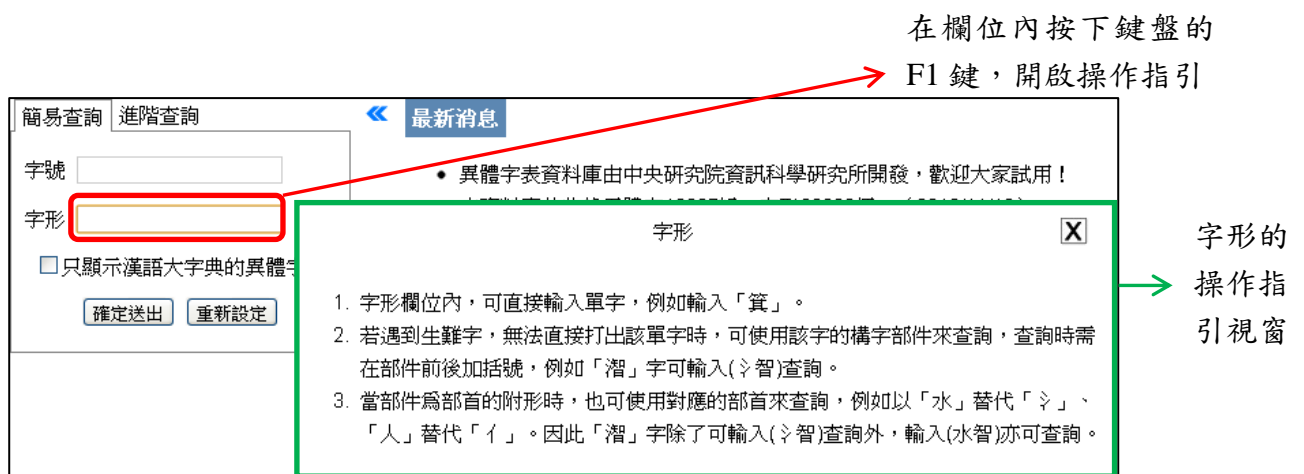 在欄位內按下鍵盤的
F1 鍵，開啟操作指引
簡易查詢 進階查詢
« 最新消息
字號
• 異體字表資料庫由中央研究院資訊科學研究所開發，歡迎大家試用！
字形
□只顯示漢語大字典的異體字
確定送出 重新設定
字形 X
1. 字形欄位內，可直接輸入單字，例如輸入「箕」。
2. 若遇到生難字，無法直接打出該單字時，可使用該字的構字部件來查詢，查詢時需
在部件前後加括號，例如「潪」字可輸入(氵智)查詢。
3. 當部件爲部首的附形時，也可使用對應的部首來查詢，例如以「水」替代「氵」、
「人」替代「亻」。因此「潪」字除了可輸入(氵智)查詢外，輸入(水智)亦可查詢。
字形的
操作指
引視窗